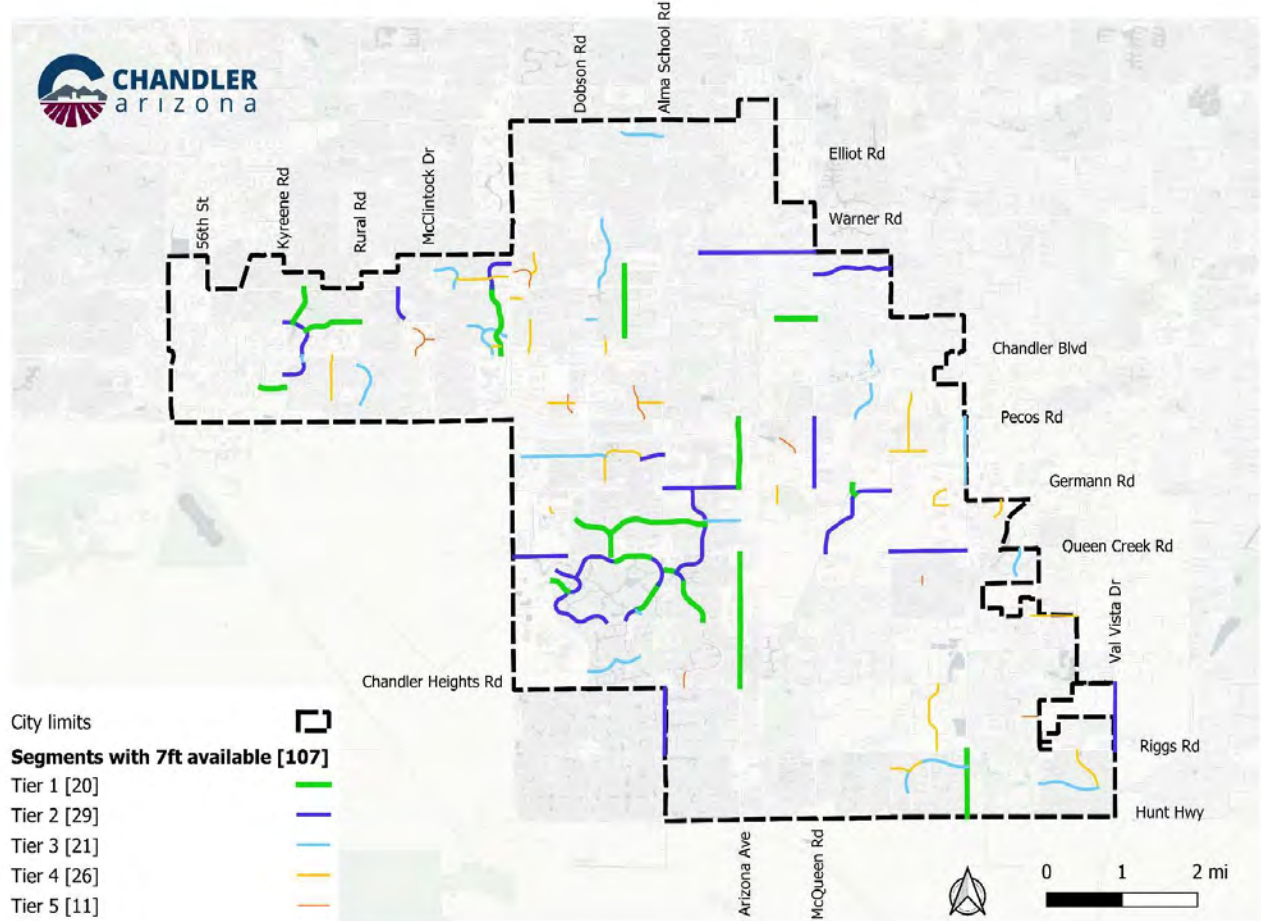 CHANDLER
arizona
Dobson Rd
Alma School Rd
Elliot Rd
Warner Rd
56th St
Kyreene Rd
Rural Rd
McClintock Dr
Chandler Blvd
Pecos Rd
Germann Rd
Queen Creek Rd
Val Vista Dr
Chandler Heights Rd
Riggs Rd
Hunt Hwy
Arizona Ave
McQueen Rd
City limits
Segments with 7ft available [107]
Tier 1 [20]
Tier 2 [29]
Tier 3 [21]
Tier 4 [26]
Tier 5 [11]
0 1 2 mi